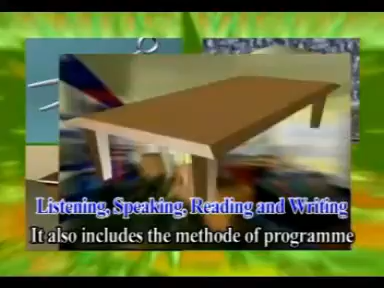 Listening, Speaking, Reading and Writing
It also includes the methode of programme